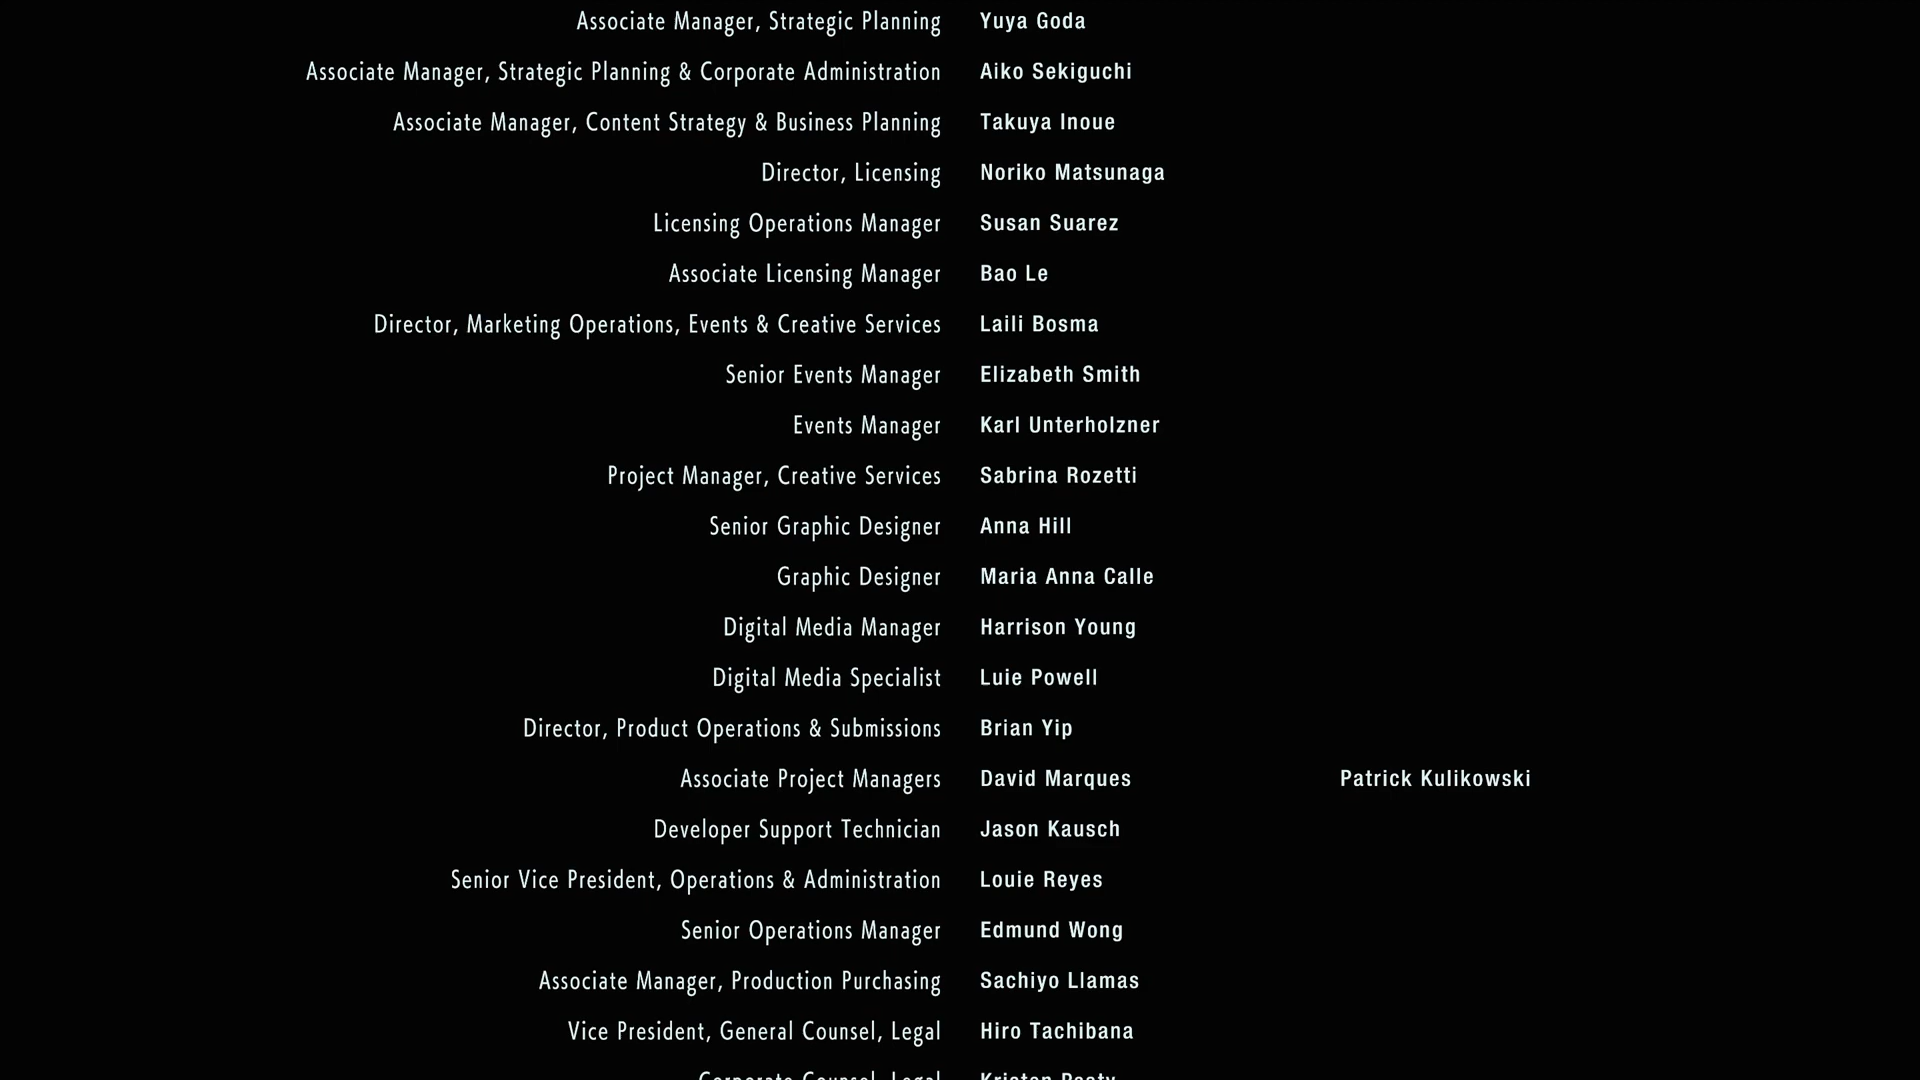 Associate Manager, Strategic Planning Yuya Goda
Associate Manager, Strategic Planning & Corporate Administration Aiko Sekiguchi
Associate Manager, Content Strategy & Business Planning Takuya Inoue
Director, Licensing Noriko Matsunaga
Licensing Operations Manager Susan Suarez
Associate Licensing Manager Bao Le
Director, Marketing Operations, Events & Creative Services Laili Bosma
Senior Events Manager Elizabeth Smith
Events Manager Karl Unterholzner
Project Manager, Creative Services Sabrina Rozetti
Senior Graphic Designer Anna Hill
Graphic Designer Maria Anna Calle
Digital Media Manager Harrison Young
Digital Media Specialist Luie Powell
Director, Product Operations & Submissions Brian Yip
Associate Project Managers David Marques Patrick Kulikowski
Developer Support Technician Jason Kausch
Senior Vice President, Operations & Administration Louie Reyes
Senior Operations Manager Edmund Wong
Associate Manager, Production Purchasing Sachiyo Llamas
Vice President, General Counsel, Legal Hiro Tachibana
Corporate Counsel, Legal Kristen